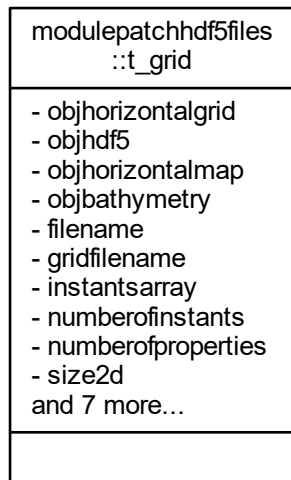 modulepatchhdf5files
::t_grid
- objhorizontalgrid
- objhdf5
- objhorizontalmap
- objbathymetry
- filename
- gridfilename
- instantsarray
- numberofinstants
- numberofproperties
- size2d
and 7 more...